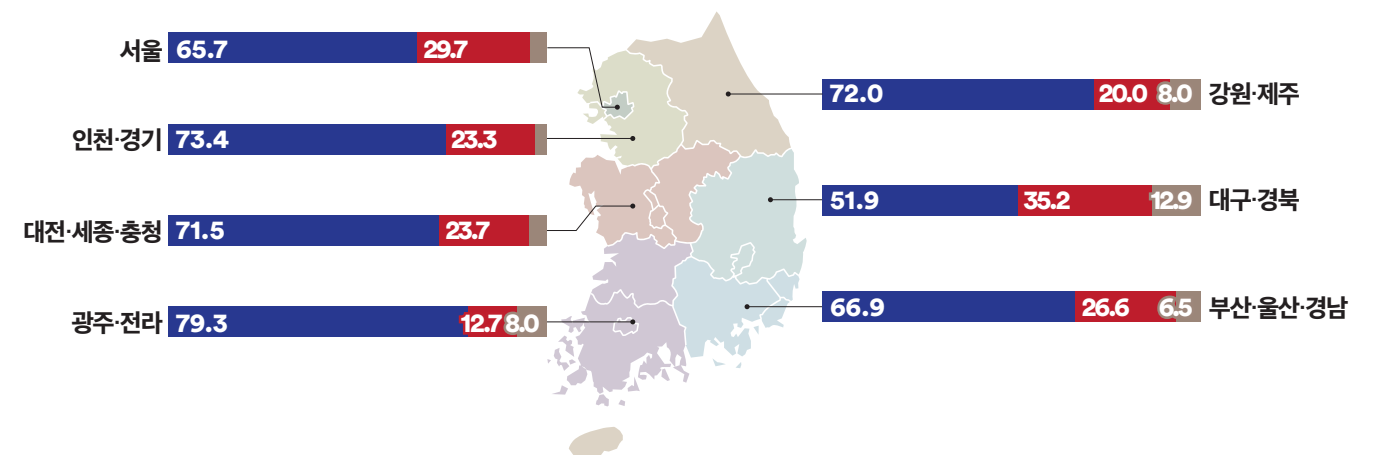 서울 65.7 29.7
인천·경기 73.4 23.3
대전·세종·충청 71.5 23.7
광주·전라 79.3 12.7 8.0
72.0 20.0 8.0 강원·제주
51.9 35.2 12.9 대구·경북
66.9 26.6 6.5 부산·울산·경남